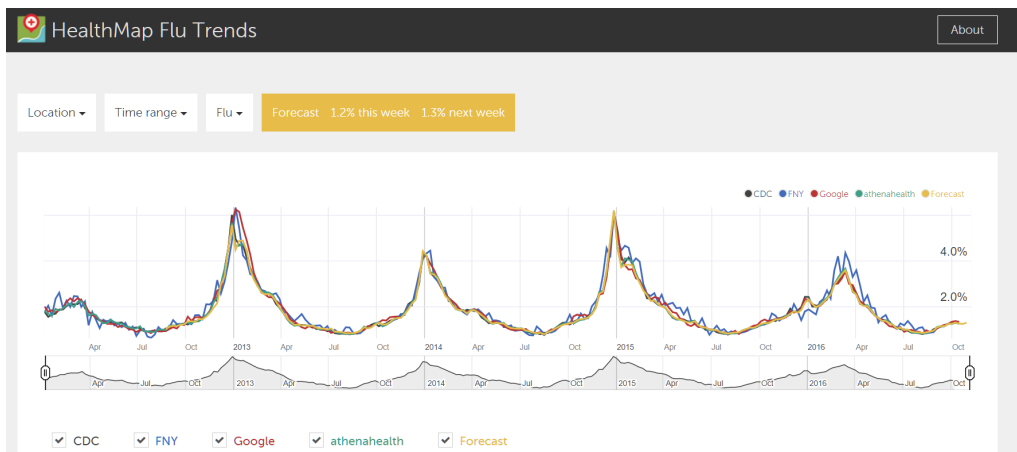 HealthMap Flu Trends
About
Location
Time range
Flu
Forecast 1.2% this week 1.3% next week
CDC FNY Google athenahealth Forecast
4.0%
2.0%
Apr Jul Oct 2013 Apr Jul Oct 2014 Apr Jul Oct 2015 Apr Jul Oct 2016 Apr Jul Oct
Apr Jul Oct 2013 Apr Jul Oct 2014 Apr Jul Oct 2015 Apr Jul Oct 2016 Apr Jul Oct
CDC FNY Google athenahealth Forecast